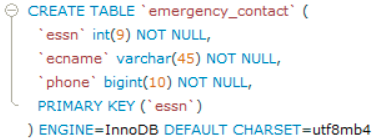 CREATE TABLE `emergency_contact` (
`essn` int(9) NOT NULL,
`ecname` varchar(45) NOT NULL,
`phone` bigint(10) NOT NULL,
PRIMARY KEY (`essn`)
) ENGINE=InnoDB DEFAULT CHARSET=utf8mb4